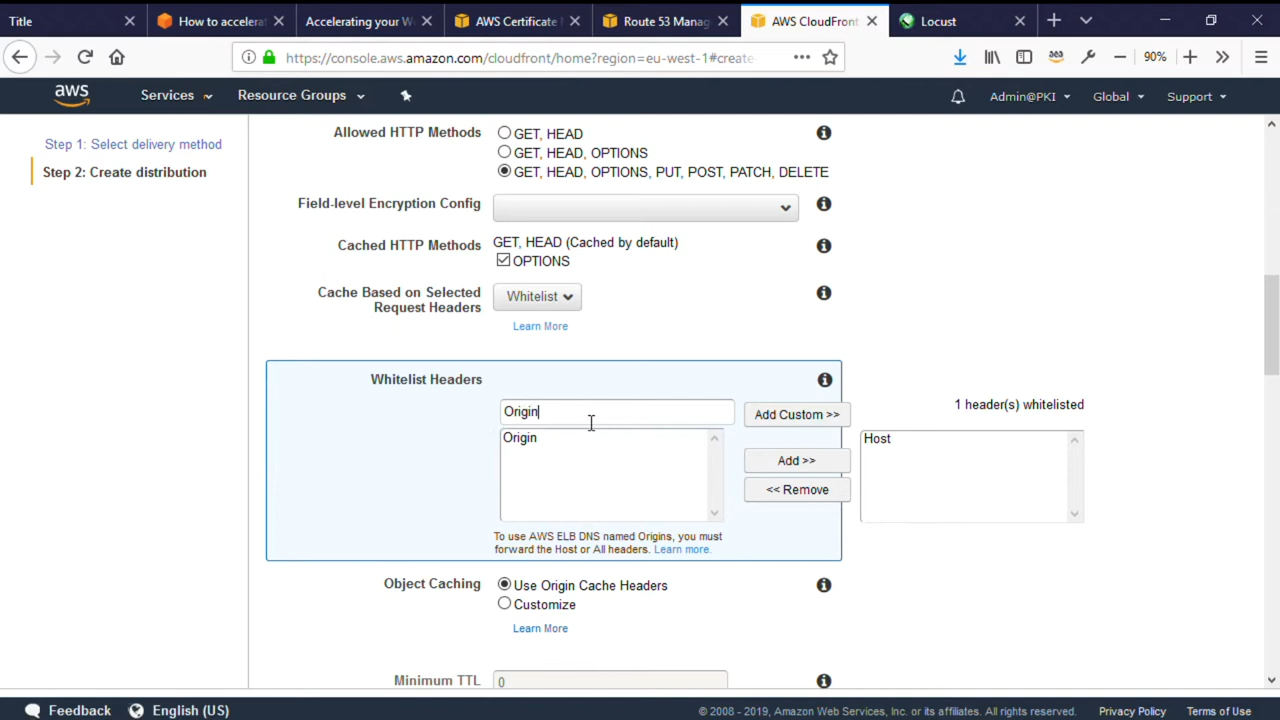 Title
How to accelerat
Accelerating your W
AWS Certificate
Route 53 Manag
AWS CloudFront
Locust
https://console.aws.amazon.com/cloudfront/home?region=eu-west-1#create
90%
aws
Services
Resource Groups
Admin@PKI
Global
Support
Step 1: Select delivery method
Step 2: Create distribution
Allowed HTTP Methods
GET, HEAD
GET, HEAD, OPTIONS
GET, HEAD, OPTIONS, PUT, POST, PATCH, DELETE
Field-level Encryption Config
Cached HTTP Methods
GET, HEAD (Cached by default)
OPTIONS
Cache Based on Selected
Request Headers
Whitelist
Learn More
Whitelist Headers
Origin
Add Custom >>
1 header(s) whitelisted
Origin
Host
Add >>
<< Remove
To use AWS ELB DNS named Origins, you must
forward the Host or All headers. Learn more.
Object Caching
Use Origin Cache Headers
Customize
Learn More
Minimum TTL
0
Feedback
English (US)
© 2008 - 2019, Amazon Web Services, Inc. or its affiliates. All rights reserved.
Privacy Policy
Terms of Use